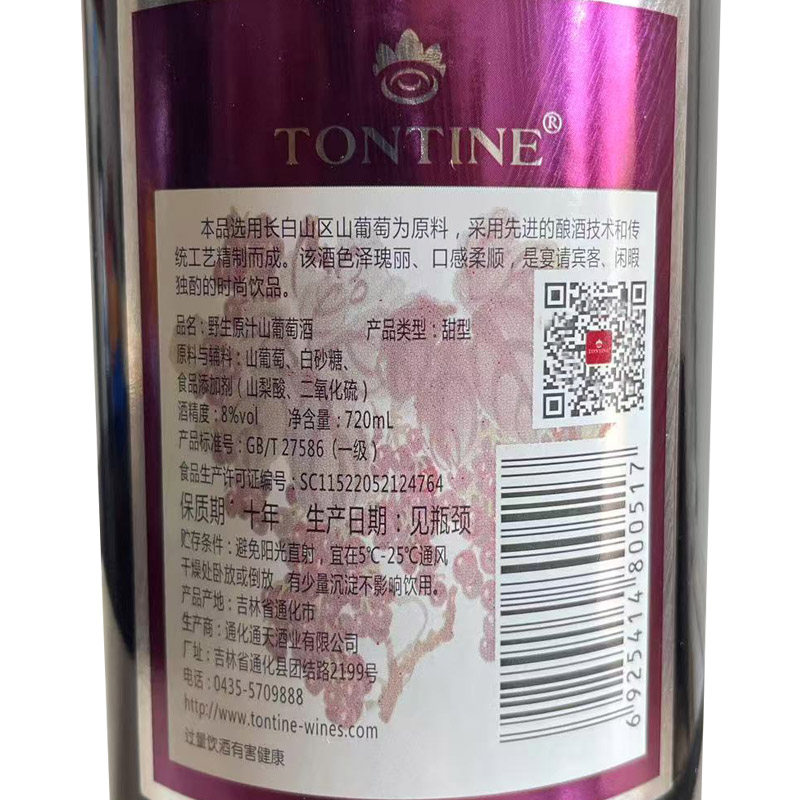 TONTINE®
本品选用长白山区山葡萄为原料，采用先进的酿酒技术和传
统工艺精制而成。该酒色泽瑰丽、口感柔顺，是宴请宾客、闲暇
独酌的时尚饮品。
品名：野生原汁山葡萄酒 产品类型：甜型
原料与辅料：山葡萄、白砂糖、
食品添加剂（山梨酸、二氧化硫）
酒精度：8%vol 净含量：720mL
产品标准号：GB/T 27586（一级）
食品生产许可证编号：SC11522052124764
保质期：十年 生产日期：见瓶颈
贮存条件：避免阳光直射，宜在5℃-25℃通风
干燥处卧放或倒放，有少量沉淀不影响饮用。
产品产地：吉林省通化市
生产商：通化通天酒业有限公司
厂址：吉林省通化县团结路2199号
电话：0435-5709888
http://www.tontine-wines.com
过量饮酒有害健康
TONTINE
6925414800517